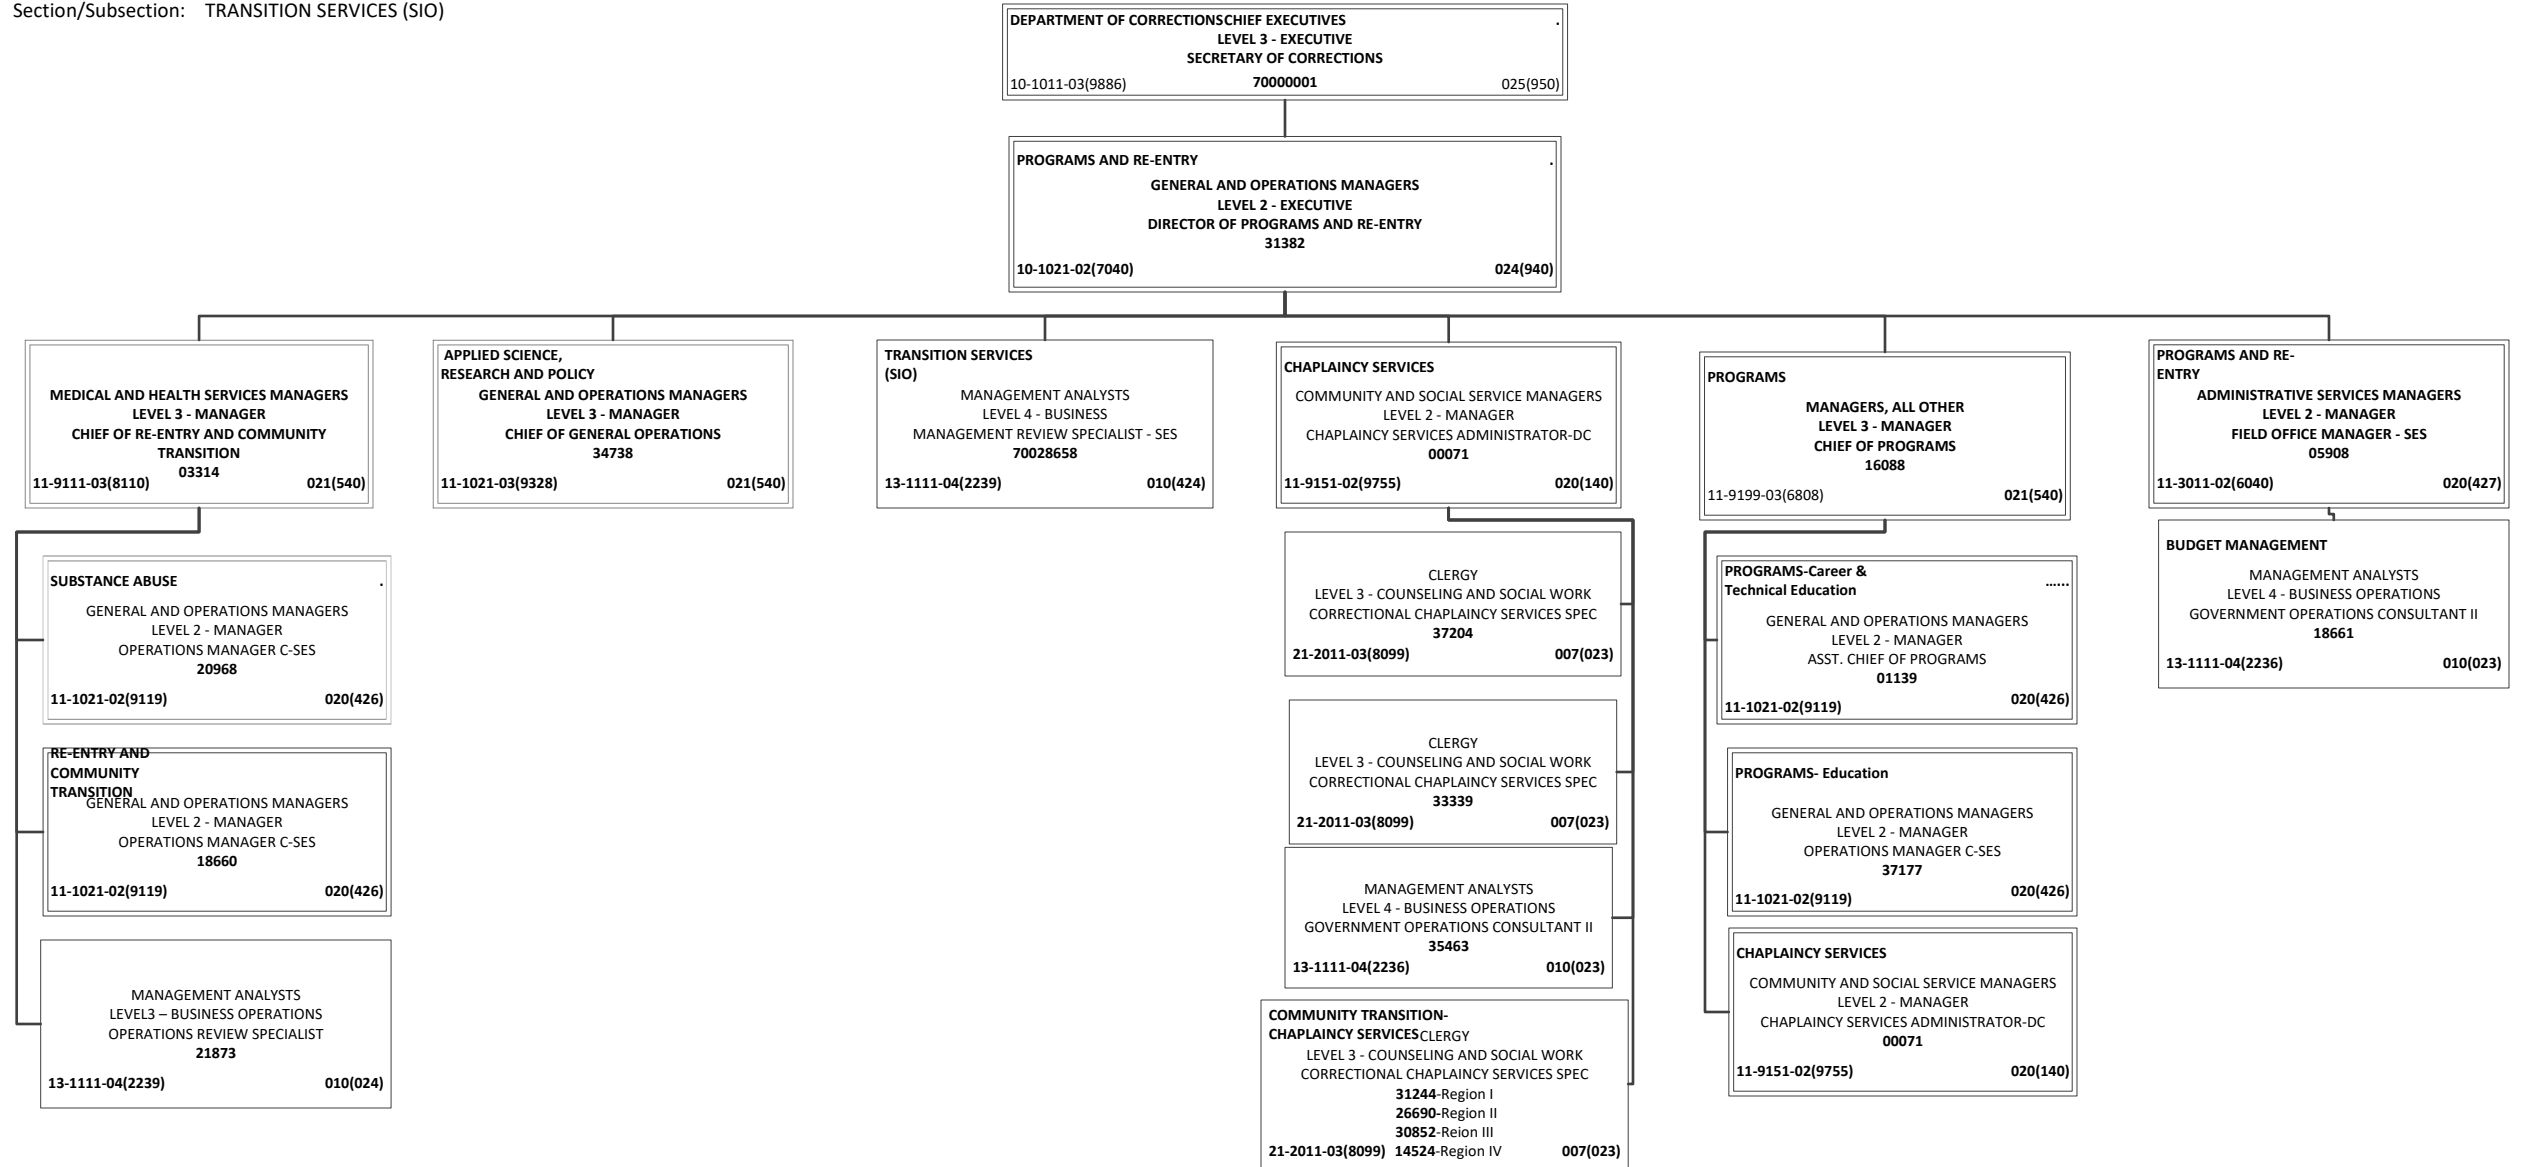 Section/Subsection: TRANSITION SERVICES (SIO)
DEPARTMENT OF CORRECTIONSCHIEF EXECUTIVES .
LEVEL 3 - EXECUTIVE
SECRETARY OF CORRECTIONS
10-1011-03(9886) 70000001 025(950)
PROGRAMS AND RE-ENTRY .
GENERAL AND OPERATIONS MANAGERS
LEVEL 2 - EXECUTIVE
DIRECTOR OF PROGRAMS AND RE-ENTRY
31382
10-1021-02(7040) 024(940)
MEDICAL AND HEALTH SERVICES MANAGERS
LEVEL 3 - MANAGER
CHIEF OF RE-ENTRY AND COMMUNITY
TRANSITION
03314
11-9111-03(8110) 021(540)
APPLIED SCIENCE,
RESEARCH AND POLICY
GENERAL AND OPERATIONS MANAGERS
LEVEL 3 - MANAGER
CHIEF OF GENERAL OPERATIONS
34738
11-1021-03(9328) 021(540)
TRANSITION SERVICES
(SIO)
MANAGEMENT ANALYSTS
LEVEL 4 - BUSINESS
MANAGEMENT REVIEW SPECIALIST - SES
70028658
13-1111-04(2239) 010(424)
CHAPLAINCY SERVICES
COMMUNITY AND SOCIAL SERVICE MANAGERS
LEVEL 2 - MANAGER
CHAPLAINCY SERVICES ADMINISTRATOR-DC
00071
11-9151-02(9755) 020(140)
PROGRAMS
MANAGERS, ALL OTHER
LEVEL 3 - MANAGER
CHIEF OF PROGRAMS
16088
11-9199-03(6808) 021(540)
PROGRAMS AND RE-
ENTRY
ADMINISTRATIVE SERVICES MANAGERS
LEVEL 2 - MANAGER
FIELD OFFICE MANAGER - SES
05908
11-3011-02(6040) 020(427)
SUBSTANCE ABUSE .
GENERAL AND OPERATIONS MANAGERS
LEVEL 2 - MANAGER
OPERATIONS MANAGER C-SES
20968
11-1021-02(9119) 020(426)
RE-ENTRY AND
COMMUNITY
TRANSITION
GENERAL AND OPERATIONS MANAGERS
LEVEL 2 - MANAGER
OPERATIONS MANAGER C-SES
18660
11-1021-02(9119) 020(426)
MANAGEMENT ANALYSTS
LEVEL3 – BUSINESS OPERATIONS
OPERATIONS REVIEW SPECIALIST
21873
13-1111-04(2239) 010(024)
CLERGY
LEVEL 3 - COUNSELING AND SOCIAL WORK
CORRECTIONAL CHAPLAINCY SERVICES SPEC
37204
21-2011-03(8099) 007(023)
CLERGY
LEVEL 3 - COUNSELING AND SOCIAL WORK
CORRECTIONAL CHAPLAINCY SERVICES SPEC
33339
21-2011-03(8099) 007(023)
MANAGEMENT ANALYSTS
LEVEL 4 - BUSINESS OPERATIONS
GOVERNMENT OPERATIONS CONSULTANT II
35463
13-1111-04(2236) 010(023)
COMMUNITY TRANSITION-
CHAPLAINCY SERVICES CLERGY
LEVEL 3 - COUNSELING AND SOCIAL WORK
CORRECTIONAL CHAPLAINCY SERVICES SPEC
31244-Region I
26690-Region II
30852-Reion III
21-2011-03(8099) 14524-Region IV 007(023)
PROGRAMS-Career & ......
Technical Education
GENERAL AND OPERATIONS MANAGERS
LEVEL 2 - MANAGER
ASST. CHIEF OF PROGRAMS
01139
11-1021-02(9119) 020(426)
PROGRAMS- Education
GENERAL AND OPERATIONS MANAGERS
LEVEL 2 - MANAGER
OPERATIONS MANAGER C-SES
37177
11-1021-02(9119) 020(426)
CHAPLAINCY SERVICES
COMMUNITY AND SOCIAL SERVICE MANAGERS
LEVEL 2 - MANAGER
CHAPLAINCY SERVICES ADMINISTRATOR-DC
00071
11-9151-02(9755) 020(140)
BUDGET MANAGEMENT
MANAGEMENT ANALYSTS
LEVEL 4 - BUSINESS OPERATIONS
GOVERNMENT OPERATIONS CONSULTANT II
18661
13-1111-04(2236) 010(023)